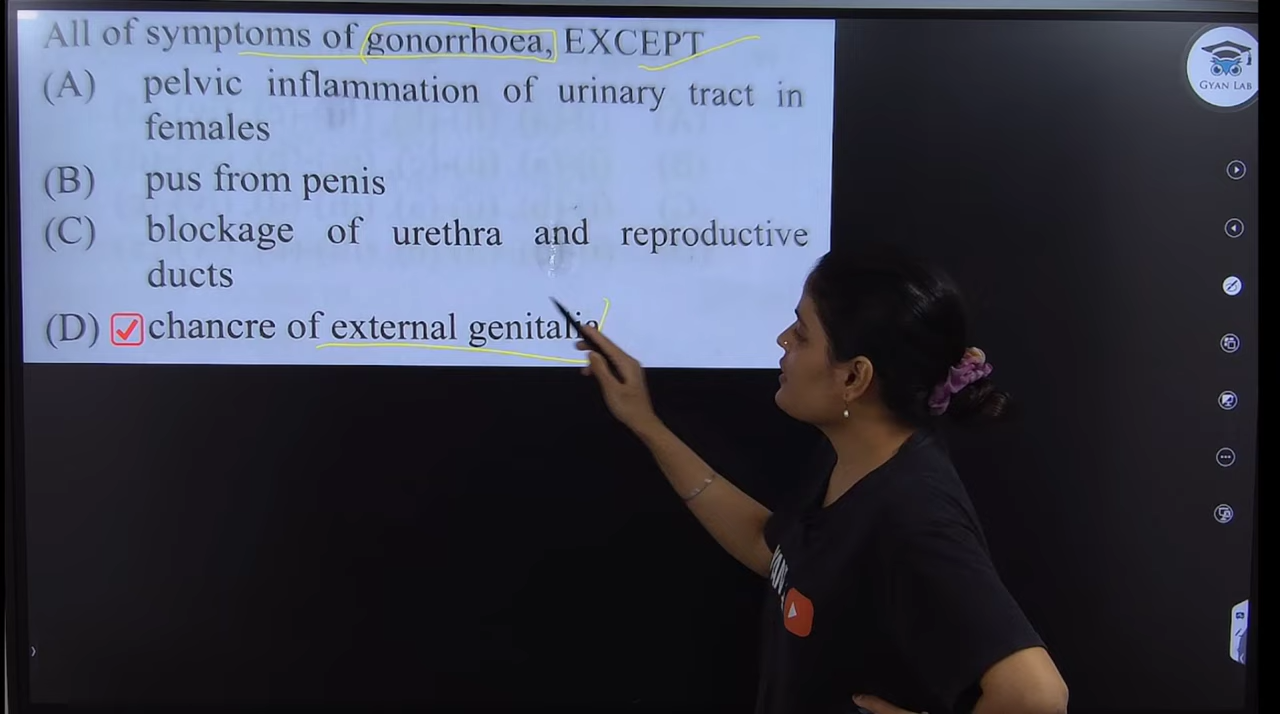 All of symptoms of gonorrhoea, EXCEPT
(A) pelvic inflammation of urinary tract in
females
(B) pus from penis
(C) blockage of urethra and reproductive
ducts
(D) chancre of external genitalia
GYAN LAB